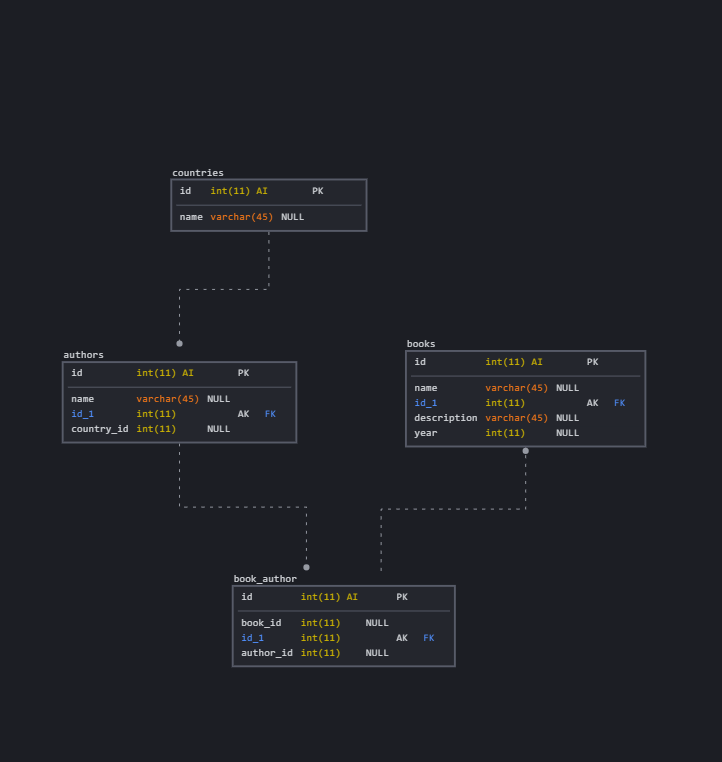 countries
id int(11) AI PK
name varchar(45) NULL
authors
id int(11) AI PK
name varchar(45) NULL
id_1 int(11) AK FK
country_id int(11) NULL
books
id int(11) AI PK
name varchar(45) NULL
id_1 int(11) AK FK
description varchar(45) NULL
year int(11) NULL
book_author
id int(11) AI PK
book_id int(11) NULL
id_1 int(11) AK FK
author_id int(11) NULL